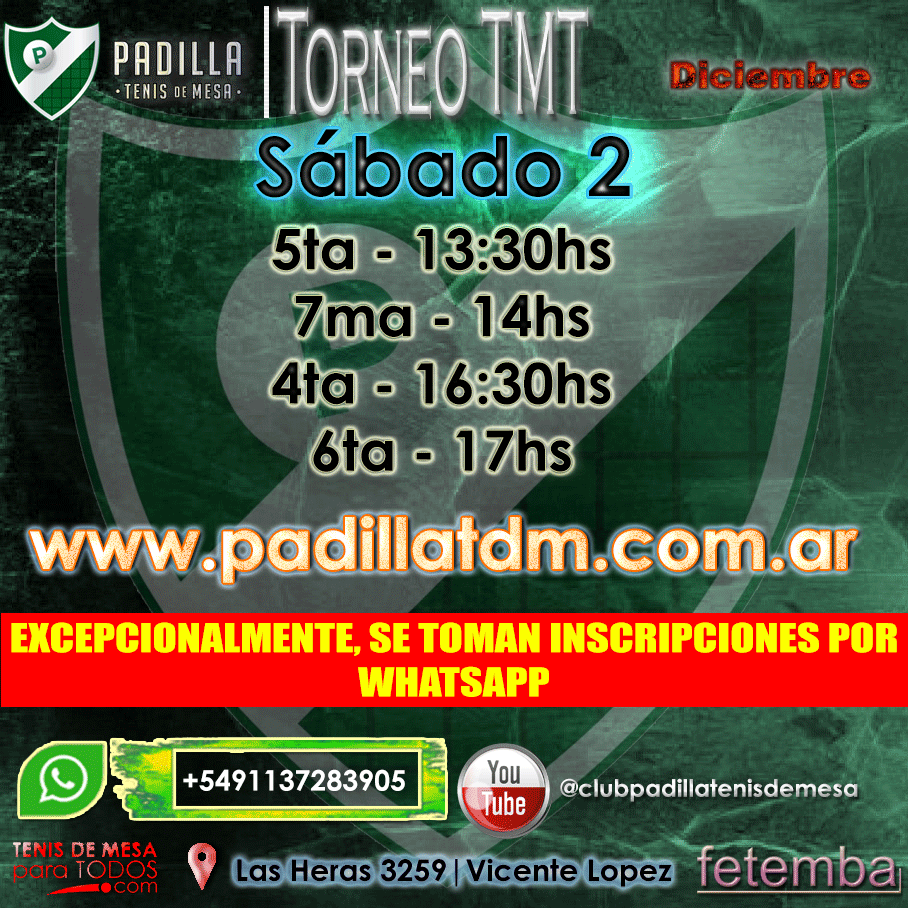 P
PADILLA
• TENIS DE MESA •
TORNEO TMT
Diciembre
Sábado 2
5ta - 13:30hs
7ma - 14hs
4ta - 16:30hs
6ta - 17hs
www.padillatdm.com.ar
EXCEPCIONALMENTE, SE TOMAN INSCRIPCIONES POR
WHATSAPP
+5491137283905
You
Tube
@clubpadillatenisdemesa
TENIS DE MESA
para TODOS
.com
Las Heras 3259|Vicente Lopez
fetemba